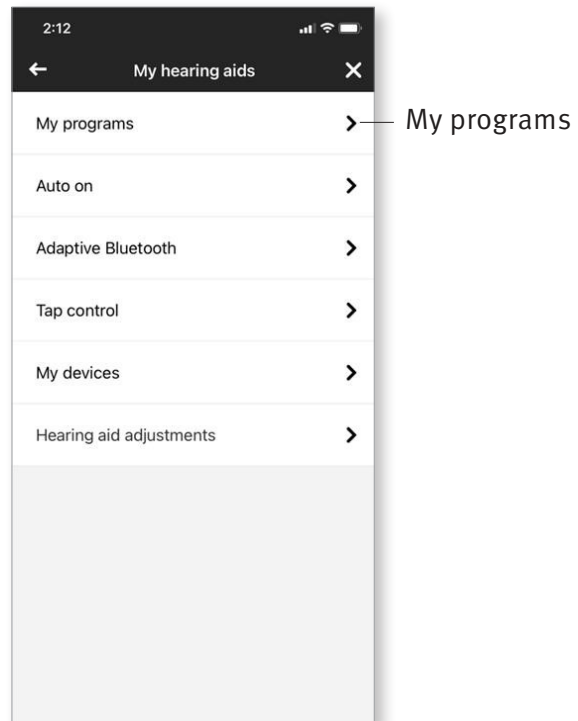 2:12
My hearing aids
My programs
My programs
Auto on
Adaptive Bluetooth
Tap control
My devices
Hearing aid adjustments